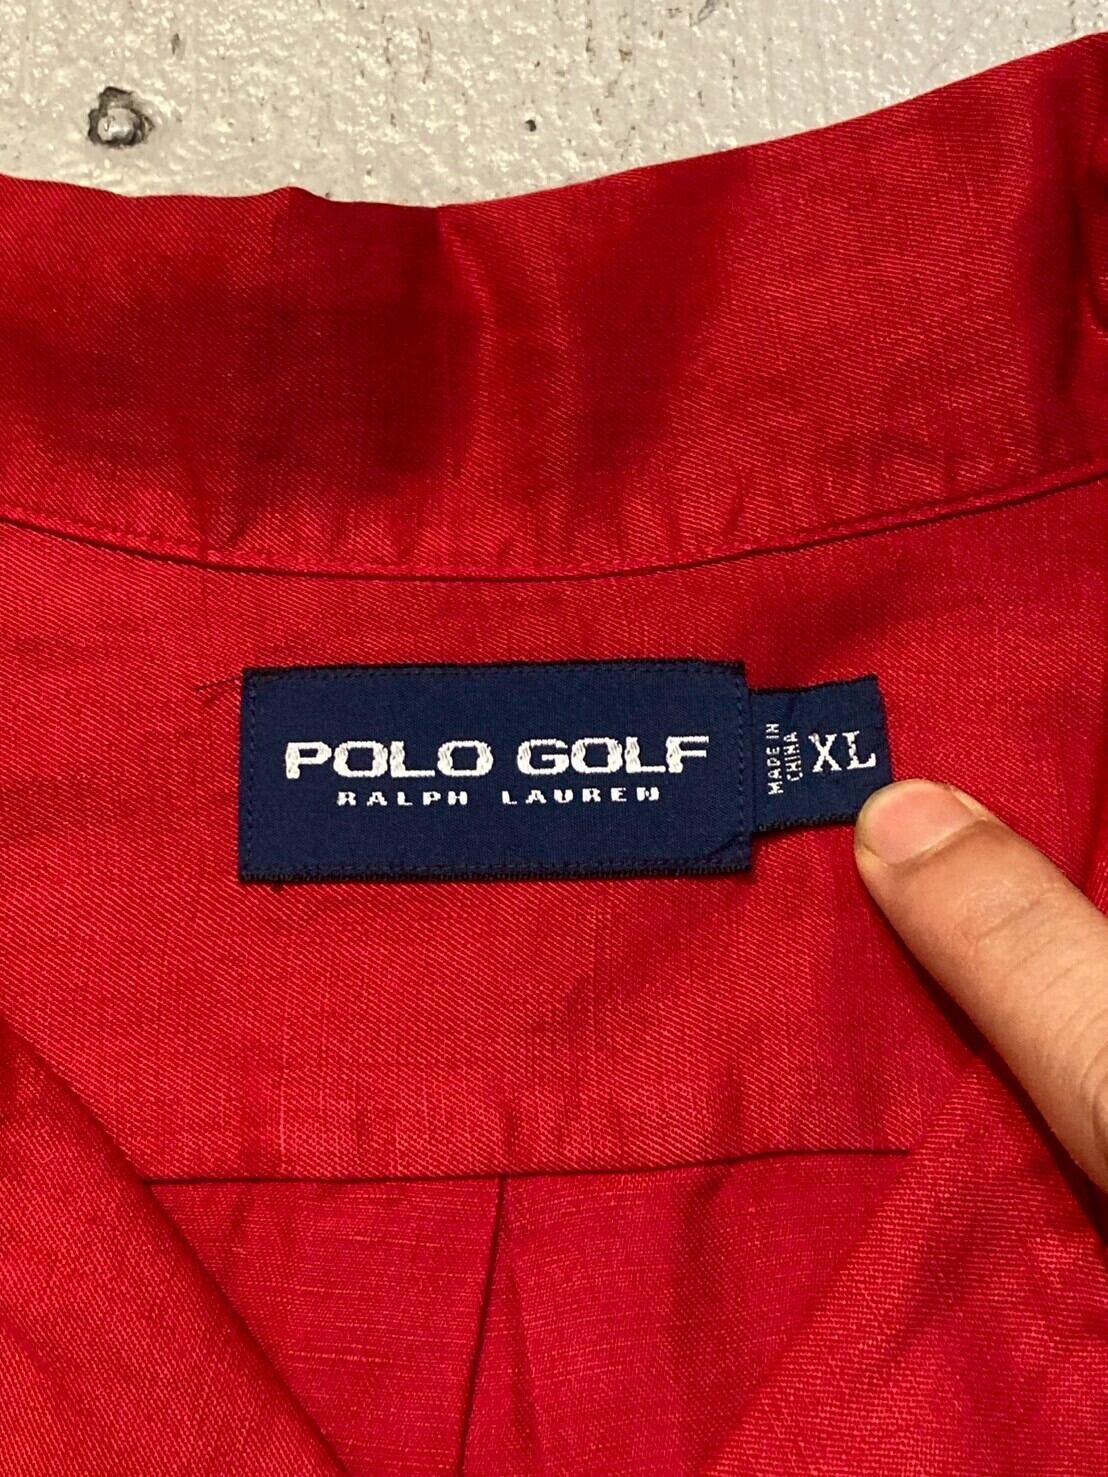 POLO GOLF
RALPH LAUREN
MADE IN
CHINA
XL